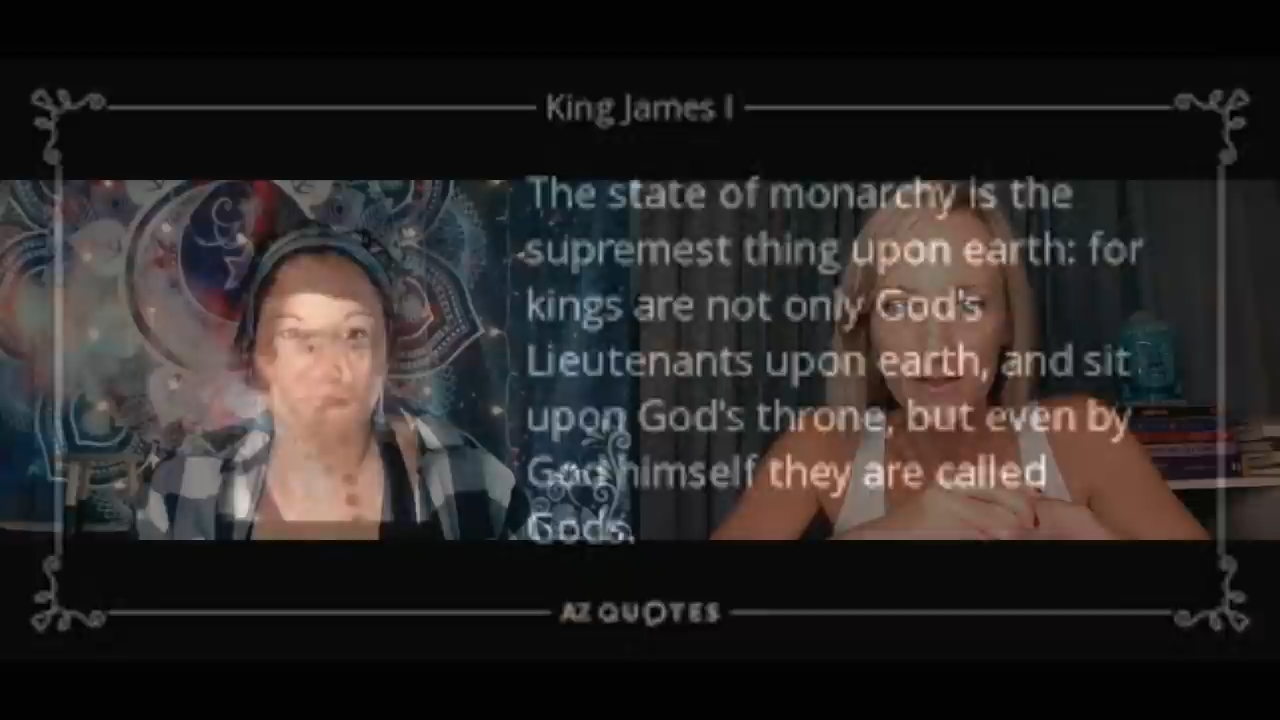 King James I
The state of monarchy is the
supremest thing upon earth: for
kings are not only God's
Lieutenants upon earth, and sit
upon God's throne, but even by
God himself they are called
Gods.
AZ QUOTES